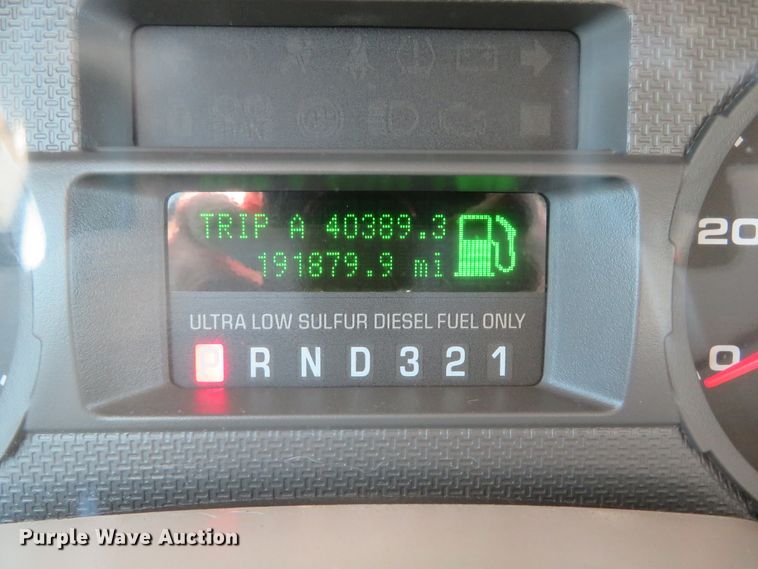 TRIP A 40389.3
191879.9 mi
ULTRA LOW SULFUR DIESEL FUEL ONLY
P R N D 3 2 1
20
0
Purple Wave Auction